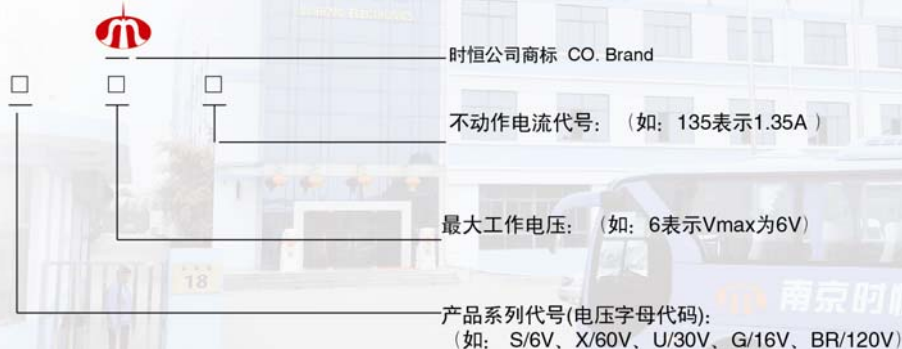 时恒公司商标 CO. Brand
□ □ □
不动作电流代号： （如：135表示1.35A ）
最大工作电压： （如：6表示Vmax为6V）
18
南京时恒
产品系列代号(电压字母代码)：
（如： S/6V、X/60V、U/30V、G/16V、BR/120V）